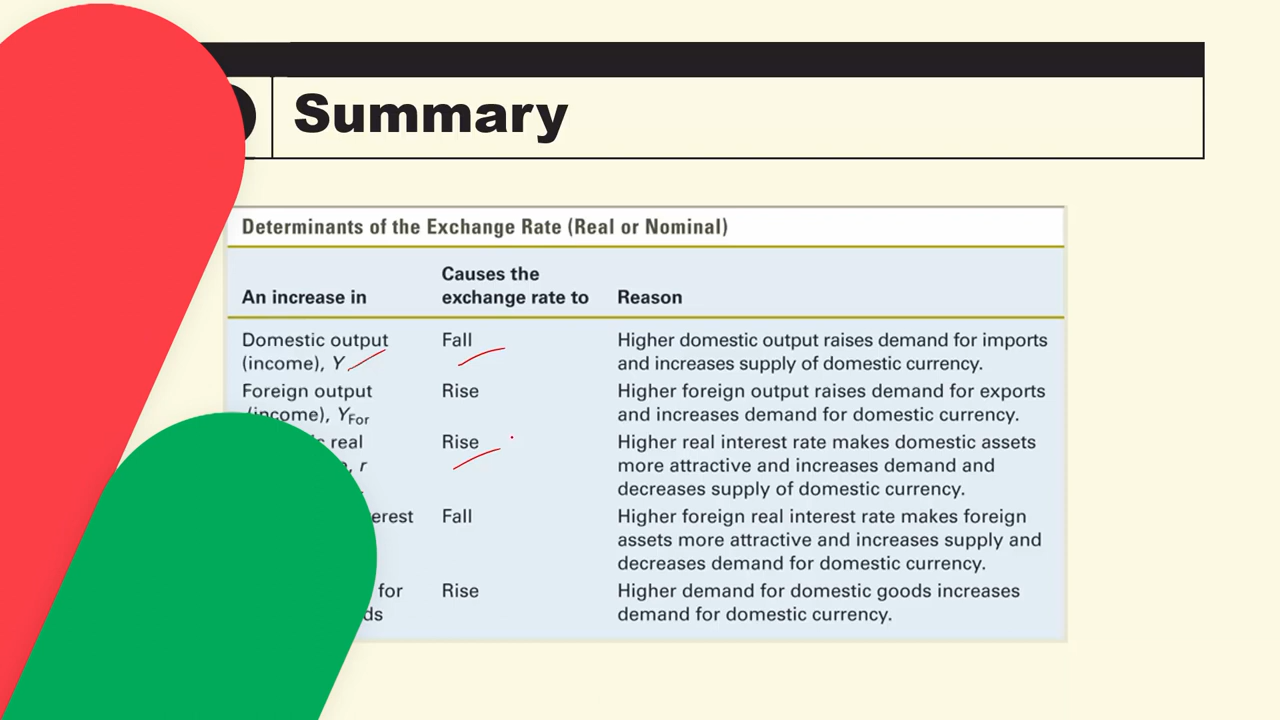 Summary
Determinants of the Exchange Rate (Real or Nominal)
An increase in
Causes the
exchange rate to
Reason
Domestic output
(income), Y
Fall
Higher domestic output raises demand for imports
and increases supply of domestic currency.
Foreign output
(income), YFor
Rise
Higher foreign output raises demand for exports
and increases demand for domestic currency.
real
, r
Rise
Higher real interest rate makes domestic assets
more attractive and increases demand and
decreases supply of domestic currency.
Fall
Higher foreign real interest rate makes foreign
assets more attractive and increases supply and
decreases demand for domestic currency.
for
Rise
Higher demand for domestic goods increases
demand for domestic currency.